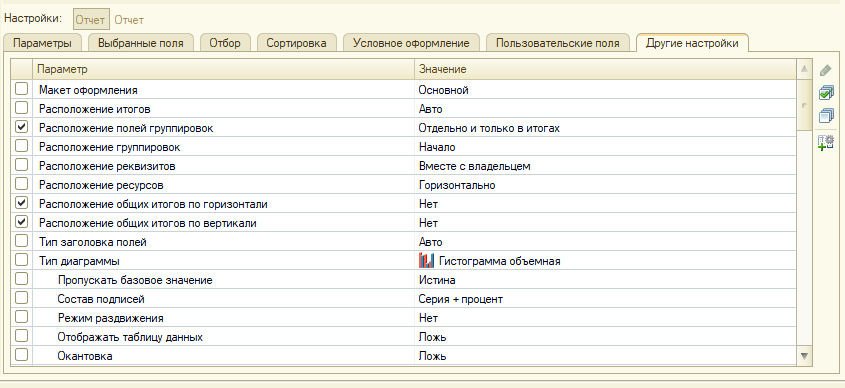 Настройки: Отчет Отчет
Параметры Выбранные поля Отбор Сортировка Условное оформление Пользовательские поля Другие настройки
Параметр Значение
Макет оформления Основной
Расположение итогов Авто
Расположение полей группировок Отдельно и только в итогах
Расположение группировок Начало
Расположение реквизитов Вместе с владельцем
Расположение ресурсов Горизонтально
Расположение общих итогов по горизонтали Нет
Расположение общих итогов по вертикали Нет
Тип заголовка полей Авто
Тип диаграммы Гистограмма объемная
Пропускать базовое значение Истина
Состав подписей Серия + процент
Режим раздвижения Нет
Отображать таблицу данных Ложь
Окантовка Ложь